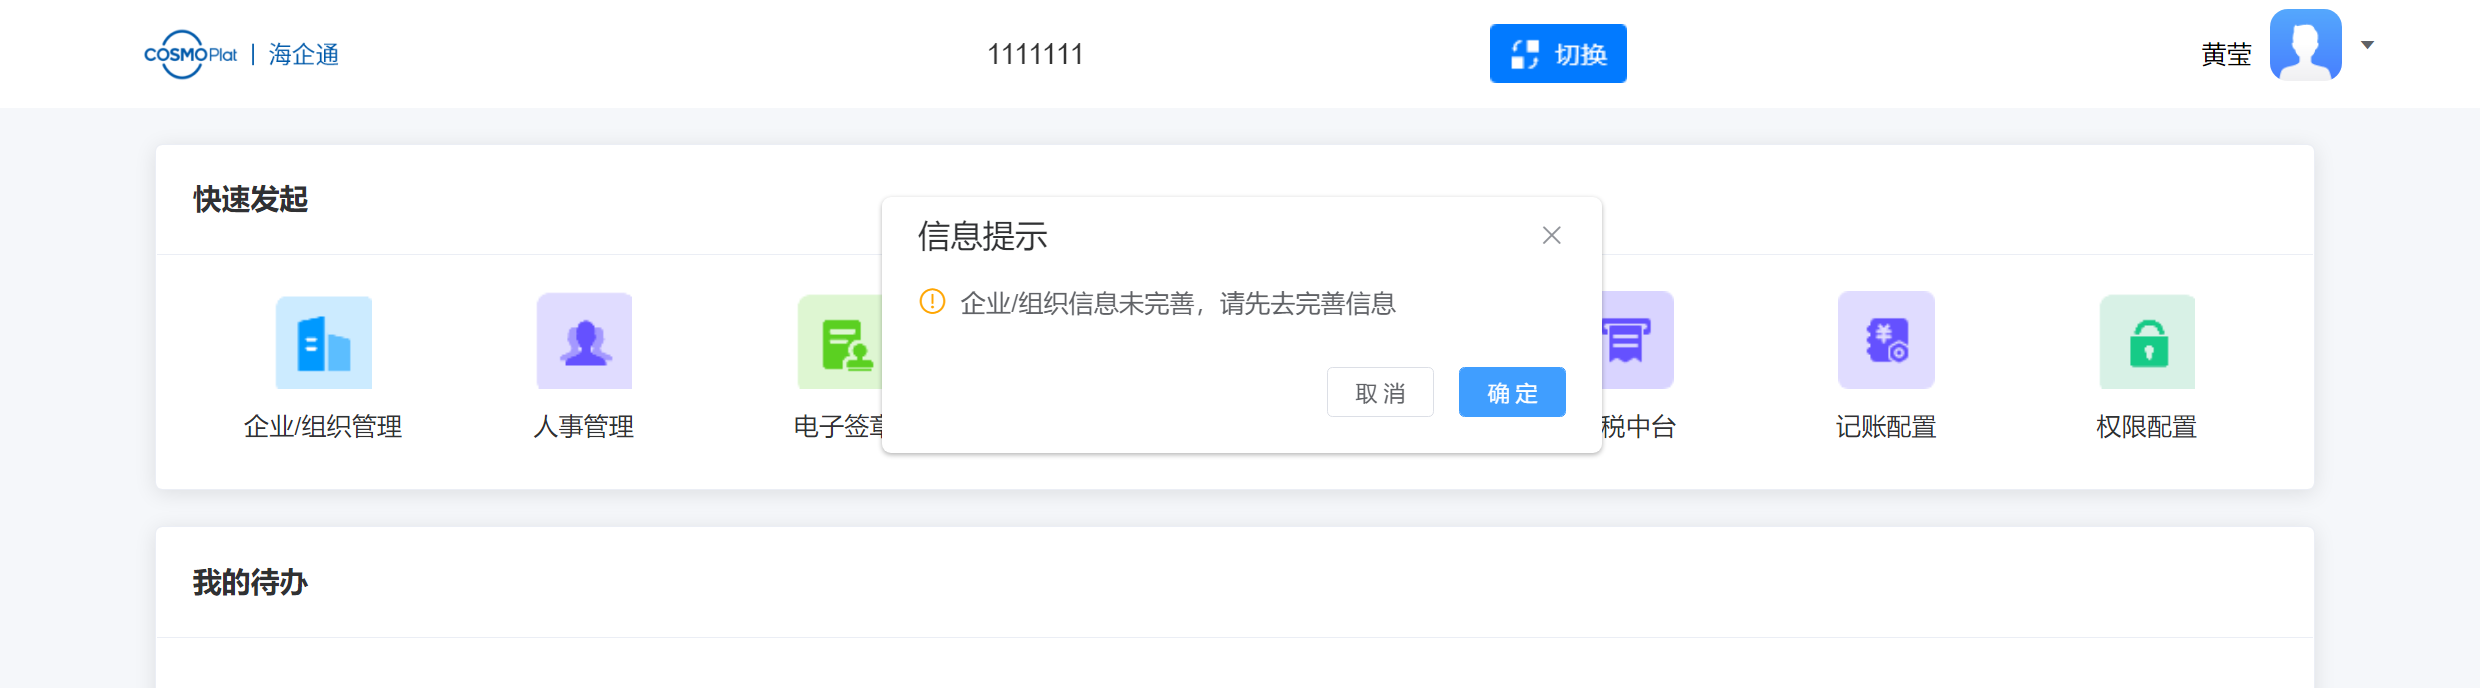 COSMOPlat | 海企通
1111111
切换
黄莹
快速发起
信息提示
企业/组织信息未完善，请先去完善信息
取消
确定
企业/组织管理
人事管理
电子签
税中台
记账配置
权限配置
我的待办